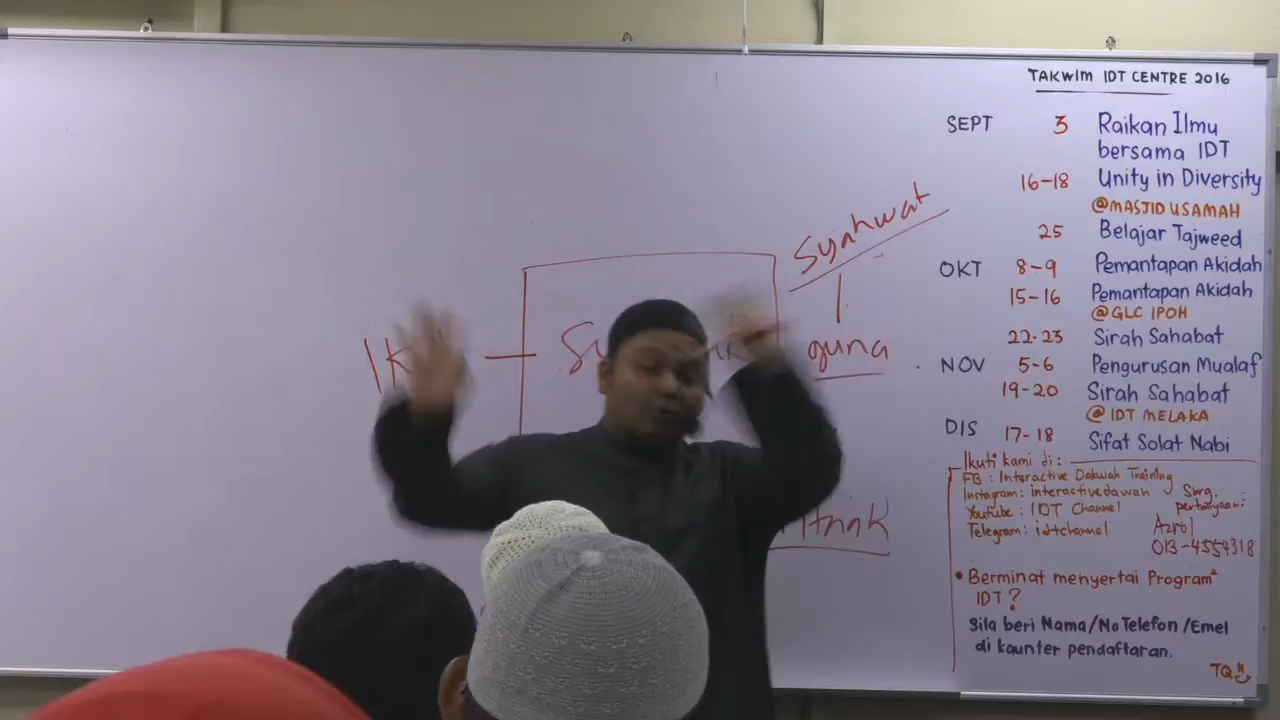 TAKWIM IDT CENTRE 2016
SEPT 3 Raikan Ilmu
bersama IDT
16-18 Unity in Diversity
@MASJID USAMAH
25 Belajar Tajweed
OKT 8-9 Pemantapan Akidah
15-16 Pemantapan Akidah
@GLC IPOH
22-23 Sirah Sahabat
NOV 5-6 Pengurusan Mualaf
19-20 Sirah Sahabat
@IDT MELAKA
DIS 17-18 Sifat Solat Nabi
Ikuti kami di:
FB : Interactive Dakwah Training
Instagram: interactivedawah
Youtube : IDT Channel
Telegram: idtchannel
Sbrg.
pertanyaan:
Azrol
013-4554318
• Berminat menyertai Program²
IDT?
Sila beri Nama/No Telefon/Emel
di kaunter pendaftaran.
TQ
Syahwat
guna